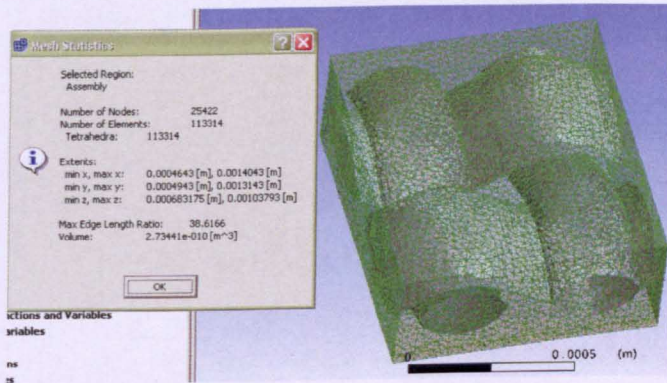 Mesh Statistics
Selected Region:
Assembly
Number of Nodes: 25422
Number of Elements: 113314
Tetrahedra: 113314
Extents:
min x, max x: 0.0004643 [m], 0.0014043 [m]
min y, max y: 0.0004943 [m], 0.0013143 [m]
min z, max z: 0.000683175 [m], 0.00103793 [m]
Max Edge Length Ratio: 38.6166
Volume: 2.73441e-010 [m^3]
OK
ctions and Variables
ariables
ns
0 0.0005 (m)